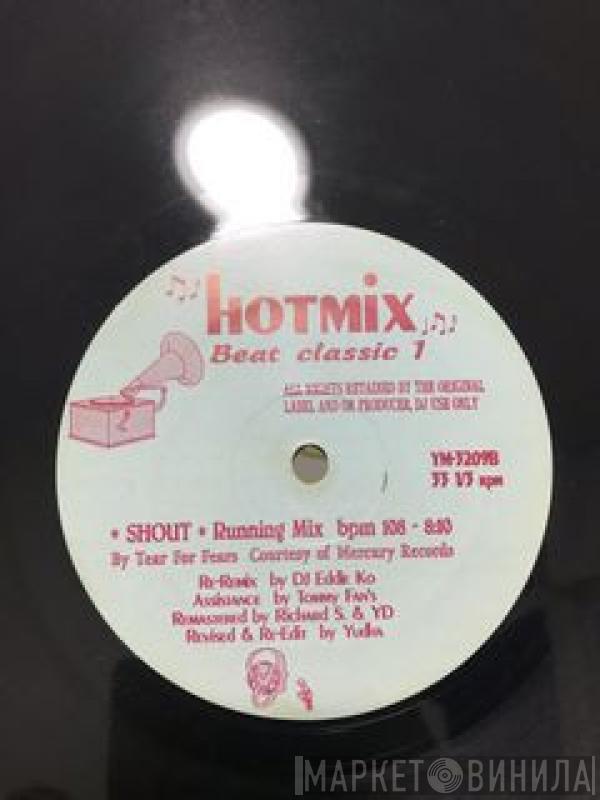 HOTMIX
Beat classic 1
ALL RIGHTS RETAINED BY THE ORIGINAL
LABEL AND OR PRODUCER, DJ USE ONLY
YM-3209B
33 1/3 RPM
* SHOUT * Running Mix bpm 108 - 8:10
By Tear For Fears Courtesy of Mercury Records
Re-Remix by DJ Eddie Ko
Assistance by Tommy Fan's
Remastered by Richard S. & YD
Revised & Re-Edit by Yudha
МАРКЕТ ВИНИЛА